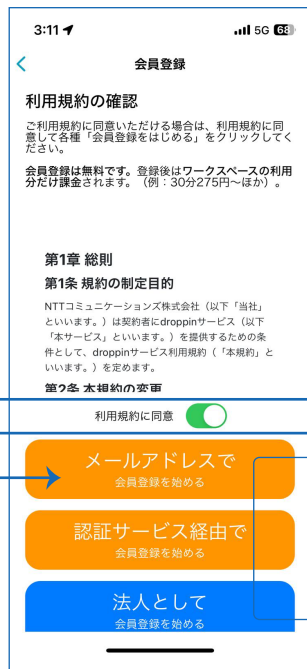 3:11
5G 63
会員登録
利用規約の確認
ご利用規約に同意いただける場合は、利用規約に同
意して各種「会員登録をはじめる」をクリックしてく
ださい。
会員登録は無料です。登録後はワークスペースの利用
分だけ課金されます。（例：30分275円〜ほか）。
第1章 総則
第1条 規約の制定目的
NTTコミュニケーションズ株式会社（以下「当社」
といいます。）は契約者にdroppinサービス（以下
「本サービス」といいます。）を提供するための条
件として、droppinサービス利用規約（「本規約」と
いいます。）を定めます。
第2条 本規約の変更
利用規約に同意
メールアドレスで
会員登録を始める
認証サービス経由で
会員登録を始める
法人として
会員登録を始める